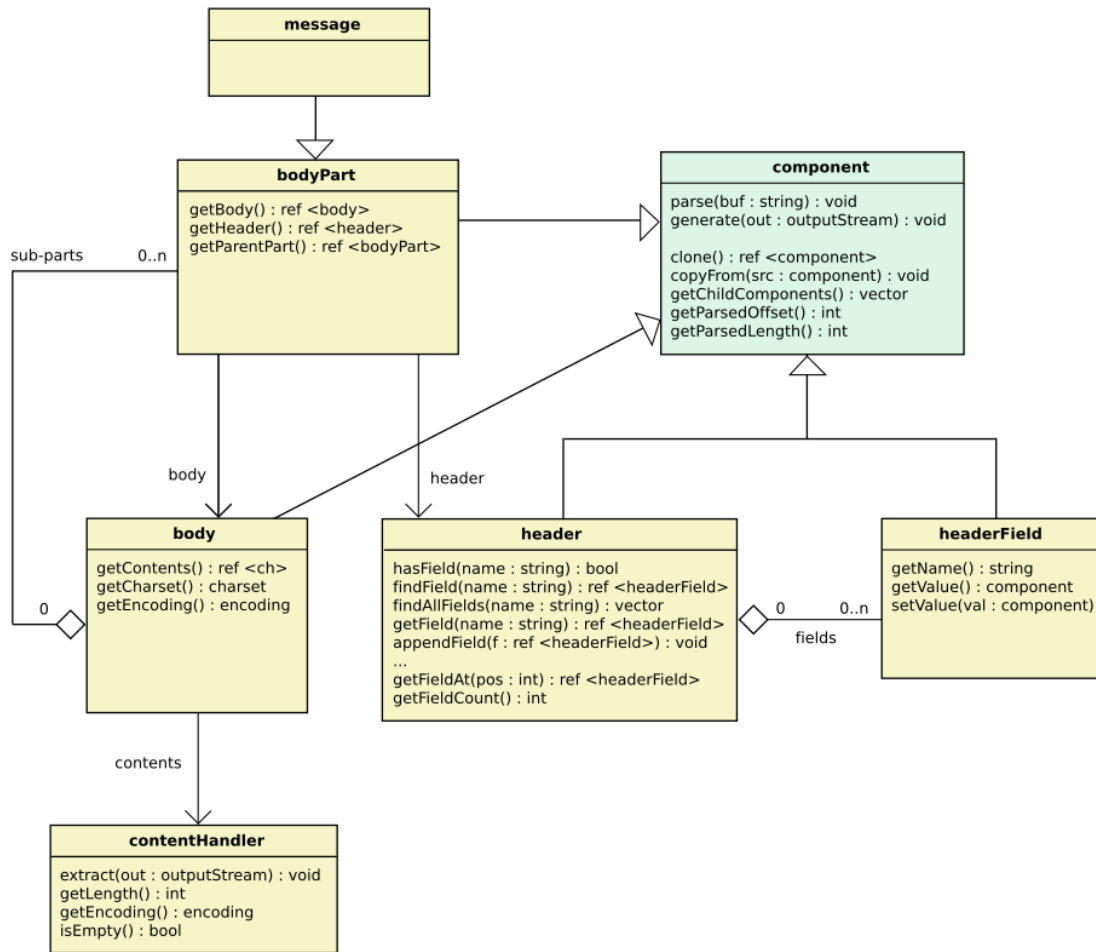 message
bodyPart
getBody() : ref <body>
getHeader() : ref <header>
getParentPart() : ref <bodyPart>
component
parse(buf : string) : void
generate(out : outputStream) : void
clone() : ref <component>
copyFrom(src : component) : void
getChildComponents() : vector
getParsedOffset() : int
getParsedLength() : int
sub-parts
0..n
body
header
body
getContents() : ref <ch>
getCharset() : charset
getEncoding() : encoding
0
header
hasField(name : string) : bool
findField(name : string) : ref <headerField>
findAllFields(name : string) : vector
getField(name : string) : ref <headerField>
appendField(f : ref <headerField>) : void
...
getFieldAt(pos : int) : ref <headerField>
getFieldCount() : int
0
0..n
fields
headerField
getName() : string
getValue() : component
setValue(val : component)
contents
contentHandler
extract(out : outputStream) : void
getLength() : int
getEncoding() : encoding
isEmpty() : bool